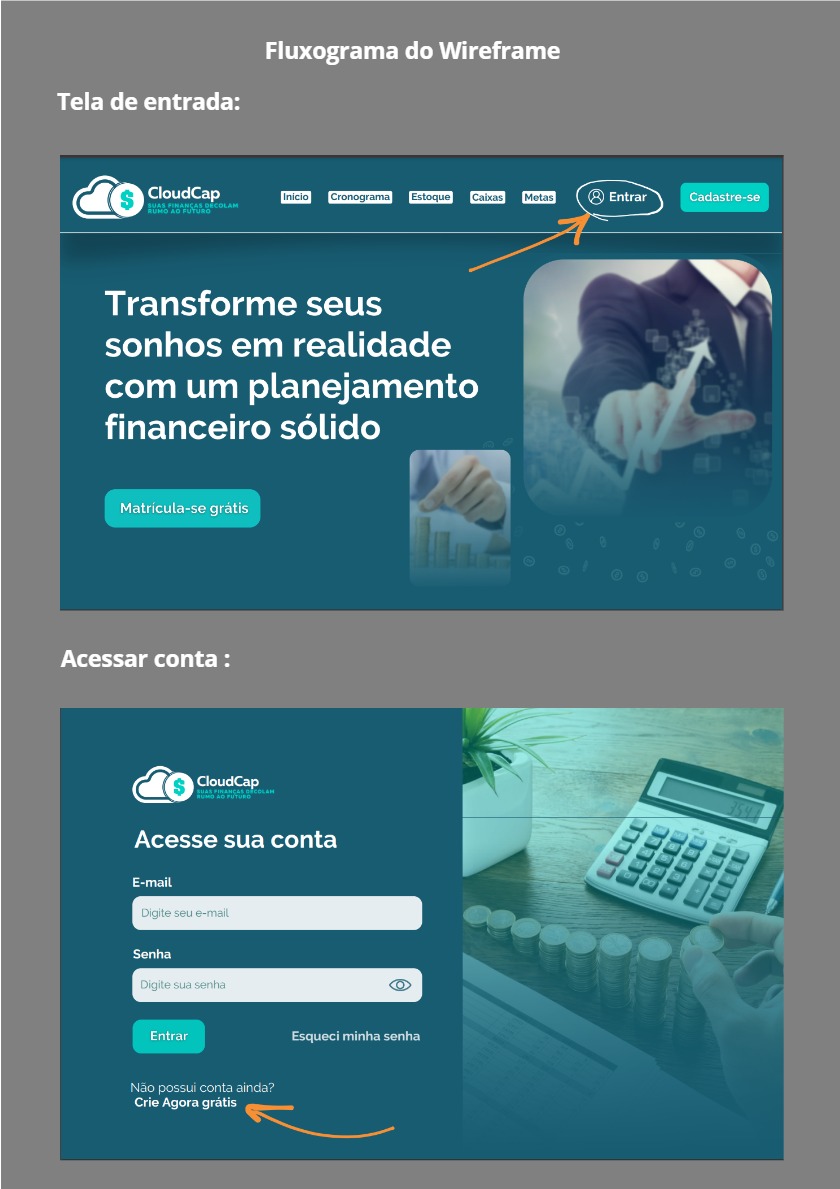 Fluxograma do Wireframe
Tela de entrada:
CloudCap
SUAS FINANÇAS DECOLAM
RUMO AO FUTURO
Início
Cronograma
Estoque
Caixas
Metas
Entrar
Cadastre-se
Transforme seus
sonhos em realidade
com um planejamento
financeiro sólido
Matrícula-se grátis
Acessar conta :
CloudCap
SUAS FINANÇAS DECOLAM
RUMO AO FUTURO
Acesse sua conta
E-mail
Digite seu e-mail
Senha
Digite sua senha
Entrar
Esqueci minha senha
Não possui conta ainda?
Crie Agora grátis